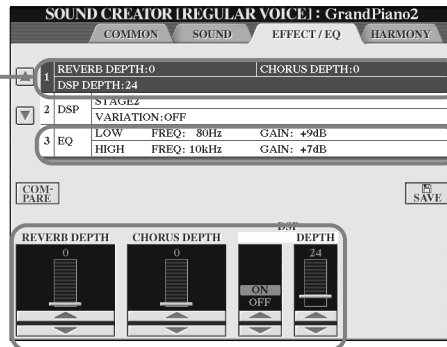 SOUND CREATOR [REGULAR VOICE] : GrandPiano2
COMMON SOUND EFFECT / EQ HARMONY
1 REVERB DEPTH:0 CHORUS DEPTH:0
DSP DEPTH:24
2 DSP STAGE2
VARIATION:OFF
3 EQ LOW FREQ: 80Hz GAIN: +9dB
HIGH FREQ: 10kHz GAIN: +7dB
COM-
PARE
SAVE
DSP
REVERB DEPTH CHORUS DEPTH DEPTH
0 0 24
ON
OFF